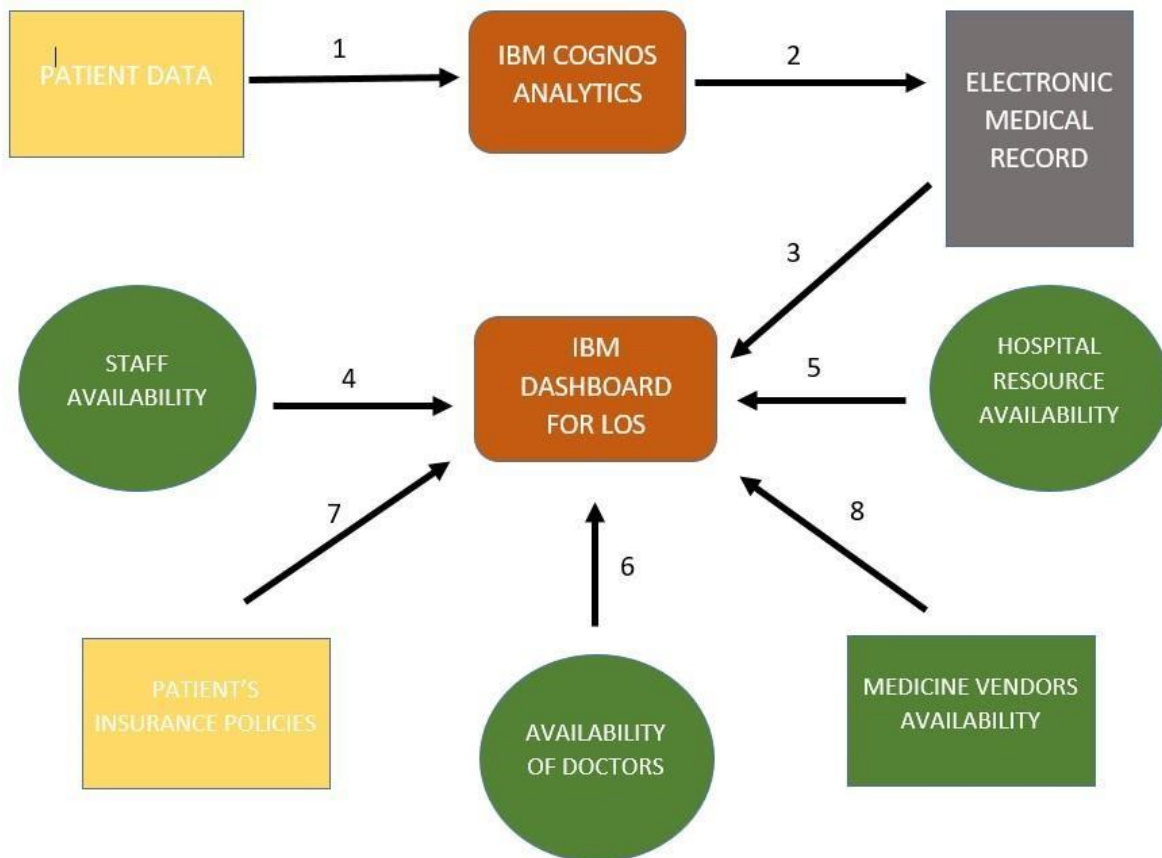 PATIENT DATA
1
IBM COGNOS
ANALYTICS
2
ELECTRONIC
MEDICAL
RECORD
3
STAFF
AVAILABILITY
4
IBM
DASHBOARD
FOR LOS
5
HOSPITAL
RESOURCE
AVAILABILITY
7
6
8
PATIENT'S
INSURANCE POLICIES
AVAILABILITY
OF DOCTORS
MEDICINE VENDORS
AVAILABILITY